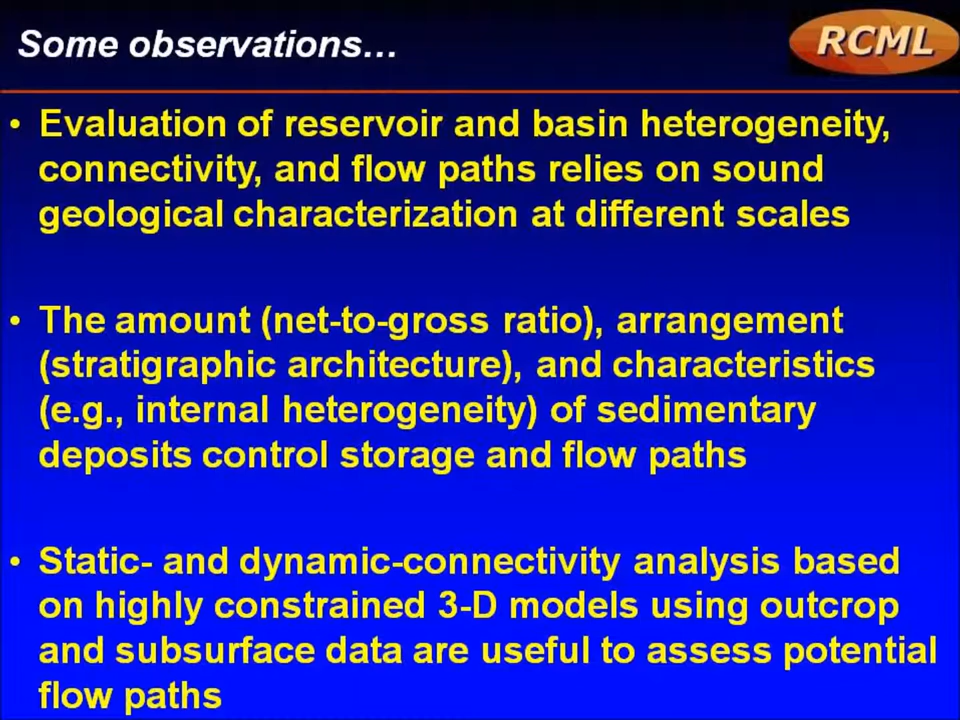 Some observations…
RCML
• Evaluation of reservoir and basin heterogeneity,
connectivity, and flow paths relies on sound
geological characterization at different scales
• The amount (net-to-gross ratio), arrangement
(stratigraphic architecture), and characteristics
(e.g., internal heterogeneity) of sedimentary
deposits control storage and flow paths
• Static- and dynamic-connectivity analysis based
on highly constrained 3-D models using outcrop
and subsurface data are useful to assess potential
flow paths